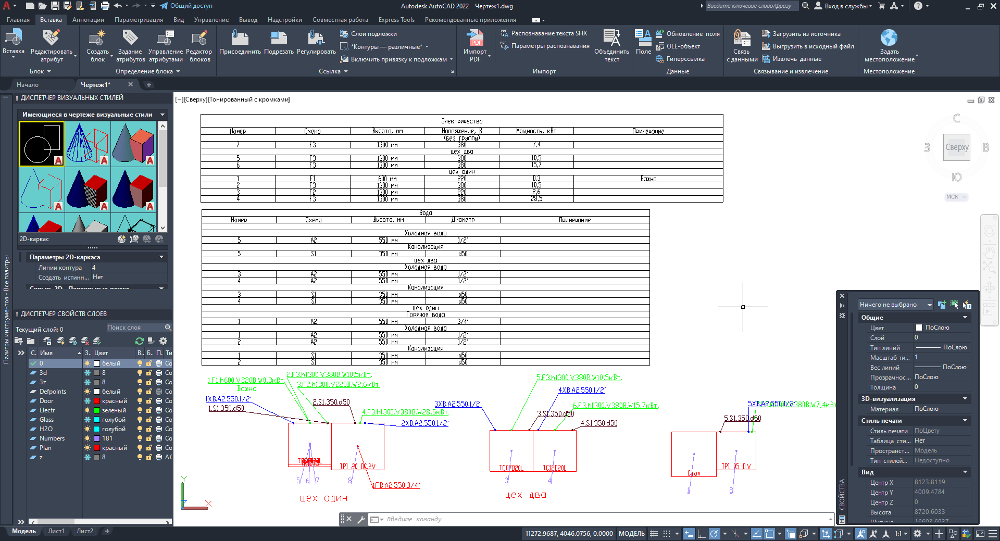 Общий доступ
Autodesk AutoCAD 2022 Чертеж1.dwg
Введите ключевое слово/фразу
Вход в службы
Главная Вставка Аннотации Параметризация Вид Управление Вывод Надстройки Совместная работа Express Tools Рекомендованные приложения
Вставка
Редактировать атрибут
Блок
Создать блок
Задание атрибутов
Управление атрибутами
Редактор блоков
Определение блока
Присоединить
Подрезать
Регулировать
Слои подложки
*Контуры — различные*
Включить привязку к подложкам
Ссылка
Импорт PDF
Распознавание текста SHX
Параметры распознавания
Объединить текст
Импорт
Поле
Обновление поля
OLE-объект
Гиперссылка
Данные
Связь с данными
Загрузить из источника
Выгрузить в исходный файл
Извлечь данные
Связывание и извлечение
Задать местоположение
Местоположение
Начало
Чертеж1*
ДИСПЕТЧЕР ВИЗУАЛЬНЫХ СТИЛЕЙ
Имеющиеся в чертеже визуальные стили
2D-каркас
Параметры 2D-каркаса
Линии контура 4
Создать истинн... Нет
Палитры инструментов - Все палитры
ДИСПЕТЧЕР СВОЙСТВ СЛОЕВ
Текущий слой: 0
Поиск слоя
С. Имя З.. Цвет В.. Б.. П. Ти
0 белый Co
3d 8 Co
3z 8 Co
Defpoints белый Co
Door красный Co
Electr зеленый Co
Glass голубой Co
H2O голубой Co
Numbers 181 Co
Plan красный Co
z 8 AC
[−][Сверху][Тонированный с кромками]
Электричество
Номер Схема Высота, мм Напряжение, В Мощность, кВт Примечание
(Без группы)
7 F3 1300 мм 380 7,4
цех два
5 F3 1300 мм 380 10,5
6 F3 1300 мм 380 15,7
цех один
1 F1 600 мм 220 0,3 Важно
2 F3 1300 мм 380 10,5
3 F2 1300 мм 220 2,6
4 F3 1300 мм 380 28,5
Вода
Номер Схема Высота, мм Диаметр Примечание
Холодная вода
5 A2 550 мм 1/2'
Канализация
5 S1 350 мм d50
цех два
Холодная вода
3 A2 550 мм 1/2'
4 A2 550 мм 1/2'
Канализация
3 S1 350 мм d50
4 S1 350 мм d50
цех один
Горячая вода
1 A2 550 мм 3/4'
Холодная вода
1 A2 550 мм 1/2'
2 A2 550 мм 1/2'
Канализация
1 S1 350 мм d50
2 S1 350 мм d50
1.F1.h600.V220В.W0,3кВт.
Важно
2.F3.h1300.V380В.W10,5кВт.
3.F2.h1300.V220В.W2,6кВт.
1ХВ.А2.550.1/2'
1.S1.350.d50
2.S1.350.d50
4.F3.h1300.V380В.W28,5кВт.
2ХВ.А2.550.1/2'
TP1 20 DC.2V
5 6 7 8
1ГВ.А2.550.3/4'
цех один
5.F3.h1300.V380В.W10,5кВт.
4ХВ.А2.550.1/2'
3ХВ.А2.550.1/2'
6.F3.h1300.V380В.W15,7кВт.
3.S1.350.d50
4.S1.350.d50
TC07D20L TC12D20L
3 4
цех два
5ХВ.А2.550.1/2'
В.W7,4кВт
5.S1.350.d50
Стол TP1 05 D.V
1 2
Y
X
С
З Сверху В
Ю
МСК
Введите команду
СВОЙСТВА
Ничего не выбрано
Общие
Цвет ПоСлою
Слой 0
Тип линий ПоСлою
Масштаб ти... 1
Вес линий ПоСлою
Прозрачнос... ПоСлою
Толщина 0
3D-визуализация
Материал ПоСлою
Стиль печати
Стиль печати ПоЦвету
Таблица сти... Нет
Пространст... Модель
Тип стилей... Недоступно
Вид
Центр X 8123.8119
Центр Y 4009.4784
Центр Z 0
Высота 8720.6033
Ширина 16603.6937
Модель Лист1 Лист2
11272.9687, 4046.0756, 0.0000 МОДЕЛЬ
1:1